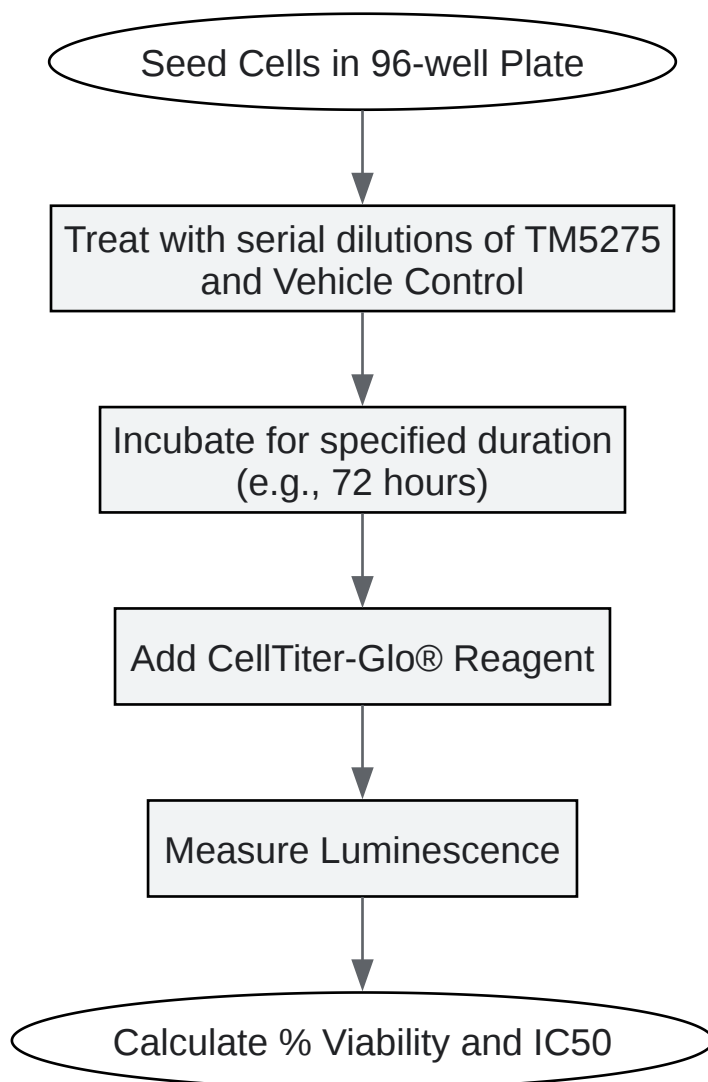 Seed Cells in 96-well Plate
Treat with serial dilutions of TM5275
and Vehicle Control
Incubate for specified duration
(e.g., 72 hours)
Add CellTiter-Glo® Reagent
Measure Luminescence
Calculate % Viability and IC50